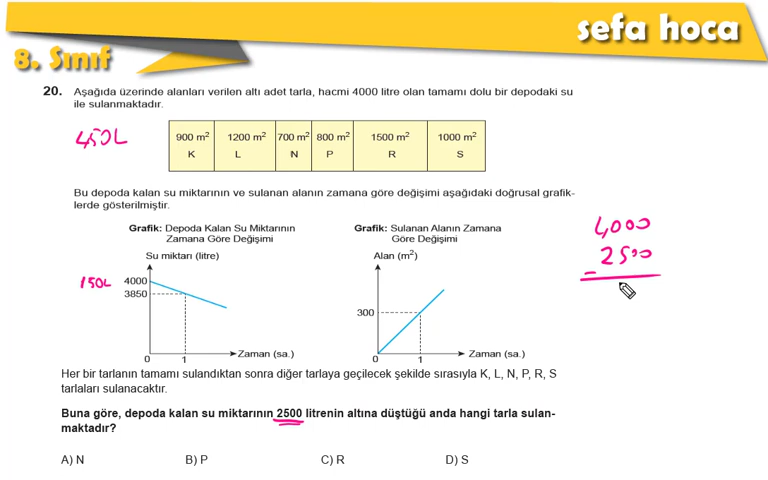 sefa hoca
8. Sınıf
20. Aşağıda üzerinde alanları verilen altı adet tarla, hacmi 4000 litre olan tamamı dolu bir depodaki su
ile sulanmaktadır.
450L
900 m² 1200 m² 700 m² 800 m² 1500 m² 1000 m²
K L N P R S
Bu depoda kalan su miktarının ve sulanan alanın zamana göre değişimi aşağıdaki doğrusal grafik-
lerde gösterilmiştir.
4000
- 2500
Grafik: Depoda Kalan Su Miktarının
Zamana Göre Değişimi
Su miktarı (litre)
150L
4000
3850
0 1 Zaman (sa.)
Grafik: Sulanan Alanın Zamana
Göre Değişimi
Alan (m²)
300
0 1 Zaman (sa.)
Her bir tarlanın tamamı sulandıktan sonra diğer tarlaya geçilecek şekilde sırasıyla K, L, N, P, R, S
tarlaları sulanacaktır.
Buna göre, depoda kalan su miktarının 2500 litrenin altına düştüğü anda hangi tarla sulan-
maktadır?
A) N B) P C) R D) S